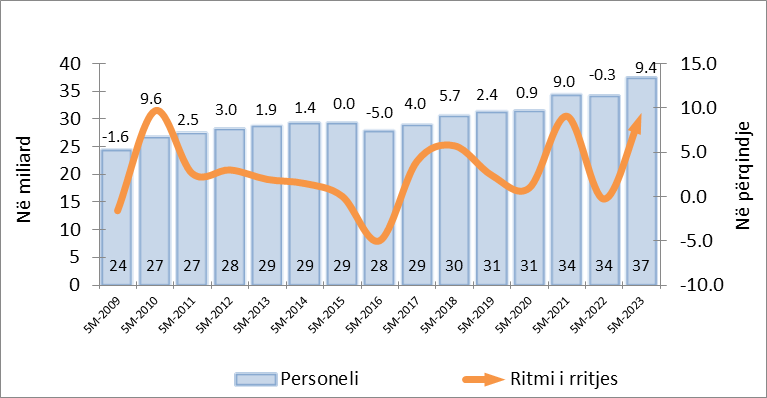 40
35
30
25
20
15
10
5
0
Në miliard
15.0
10.0
5.0
0.0
-5.0
-10.0
Në përqindje
-1.6 9.6 2.5 3.0 1.9 1.4 0.0 -5.0 4.0 5.7 2.4 0.9 9.0 -0.3 9.4
24 27 27 28 29 29 29 28 29 30 31 31 34 34 37
5M-2009 5M-2010 5M-2011 5M-2012 5M-2013 5M-2014 5M-2015 5M-2016 5M-2017 5M-2018 5M-2019 5M-2020 5M-2021 5M-2022 5M-2023
Personeli Ritmi i rritjes